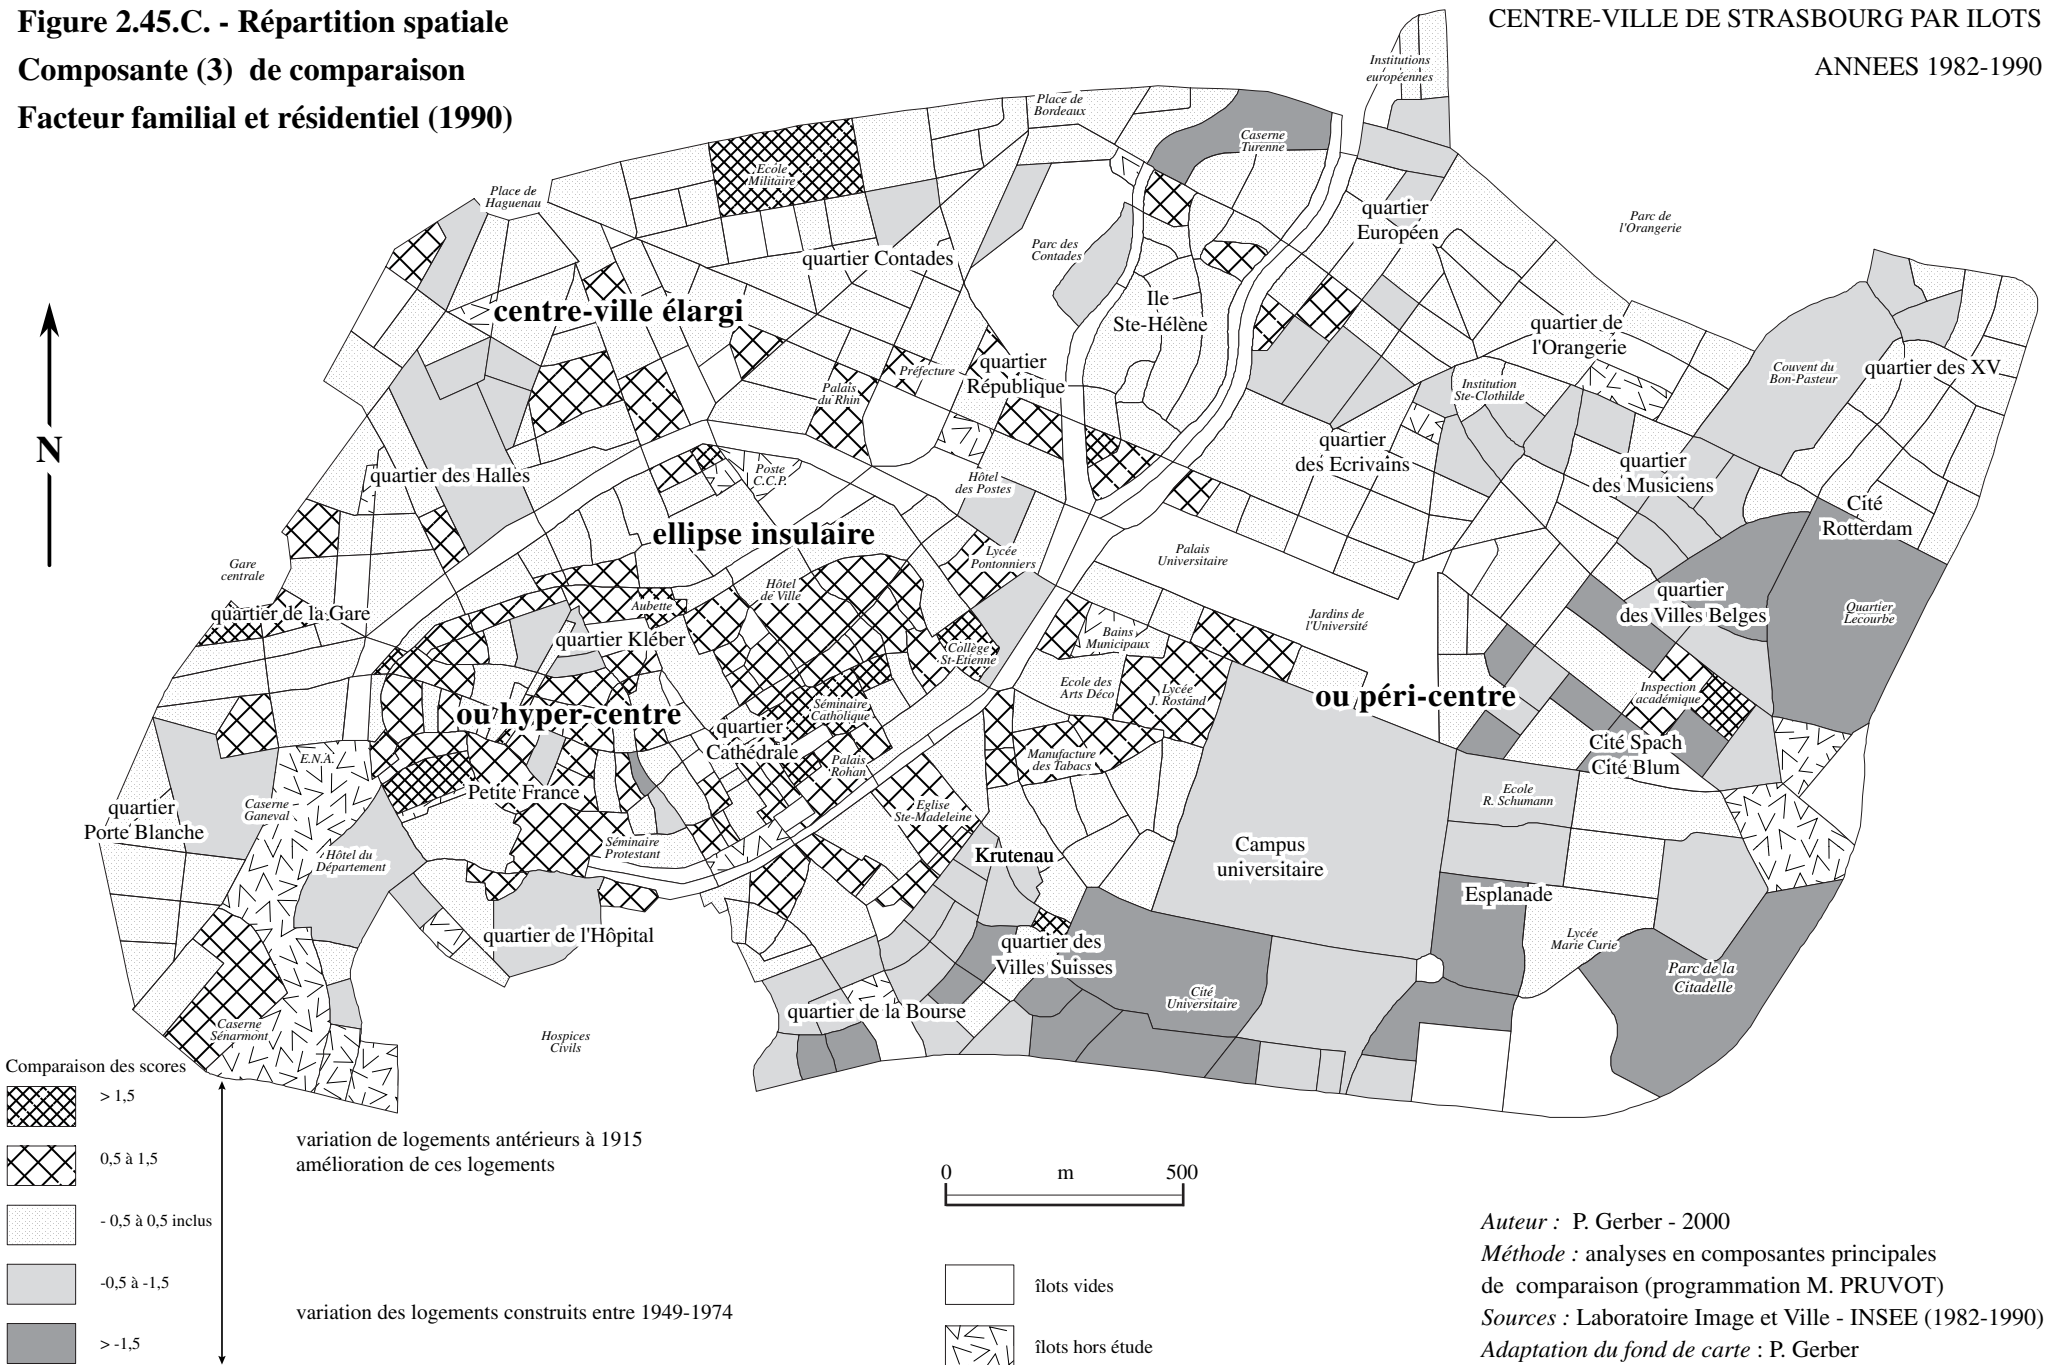 Figure 2.45.C. - Répartition spatiale
Composante (3) de comparaison
Facteur familial et résidentiel (1990)
CENTRE-VILLE DE STRASBOURG PAR ILOTS
ANNEES 1982-1990
Institutions
européennes
Place de
Bordeaux
Caserne
Turenne
Ecole
Militaire
Place de
Haguenau
quartier
Européen
Parc de
l'Orangerie
Parc des
Contades
quartier Contades
centre-ville élargi
Ile
Ste-Hélène
quartier de
l'Orangerie
quartier
République
Préfecture
Palais
du Rhin
Institution
Ste-Clothilde
Couvent du
Bon-Pasteur
quartier des XV
N
quartier des Halles
Poste
C.C.P.
Hôtel
des Postes
quartier
des Ecrivains
quartier
des Musiciens
Cité
Rotterdam
ellipse insulaire
Gare
centrale
Lycée
Pontonniers
Palais
Universitaire
Hôtel
de Ville
Aubette
quartier de la Gare
quartier Kléber
Bains
Municipaux
Jardins de
l'Université
quartier
des Villes Belges
Quartier
Lecourbe
Collège
St-Etienne
Ecole des
Arts Déco
Lycée
J. Rostand
ou péri-centre
Inspection
académique
ou hyper-centre
Séminaire
Catholique
quartier
Cathédrale
Palais
Rohan
Manufacture
des Tabacs
Cité Spach
Cité Blum
E.N.A.
Petite France
Caserne
Ganeval
quartier
Porte Blanche
Ecole
R. Schumann
Eglise
Ste-Madeleine
Séminaire
Protestant
Hôtel du
Département
Krutenau
Campus
universitaire
Esplanade
quartier de l'Hôpital
quartier des
Villes Suisses
Lycée
Marie Curie
Parc de la
Citadelle
Cité
Universitaire
quartier de la Bourse
Caserne
Sénarmont
Hospices
Civils
Comparaison des scores
> 1,5
0,5 à 1,5
- 0,5 à 0,5 inclus
-0,5 à -1,5
> -1,5
variation de logements antérieurs à 1915
amélioration de ces logements
variation des logements construits entre 1949-1974
0 m 500
îlots vides
îlots hors étude
Auteur : P. Gerber - 2000
Méthode : analyses en composantes principales
de comparaison (programmation M. PRUVOT)
Sources : Laboratoire Image et Ville - INSEE (1982-1990)
Adaptation du fond de carte : P. Gerber